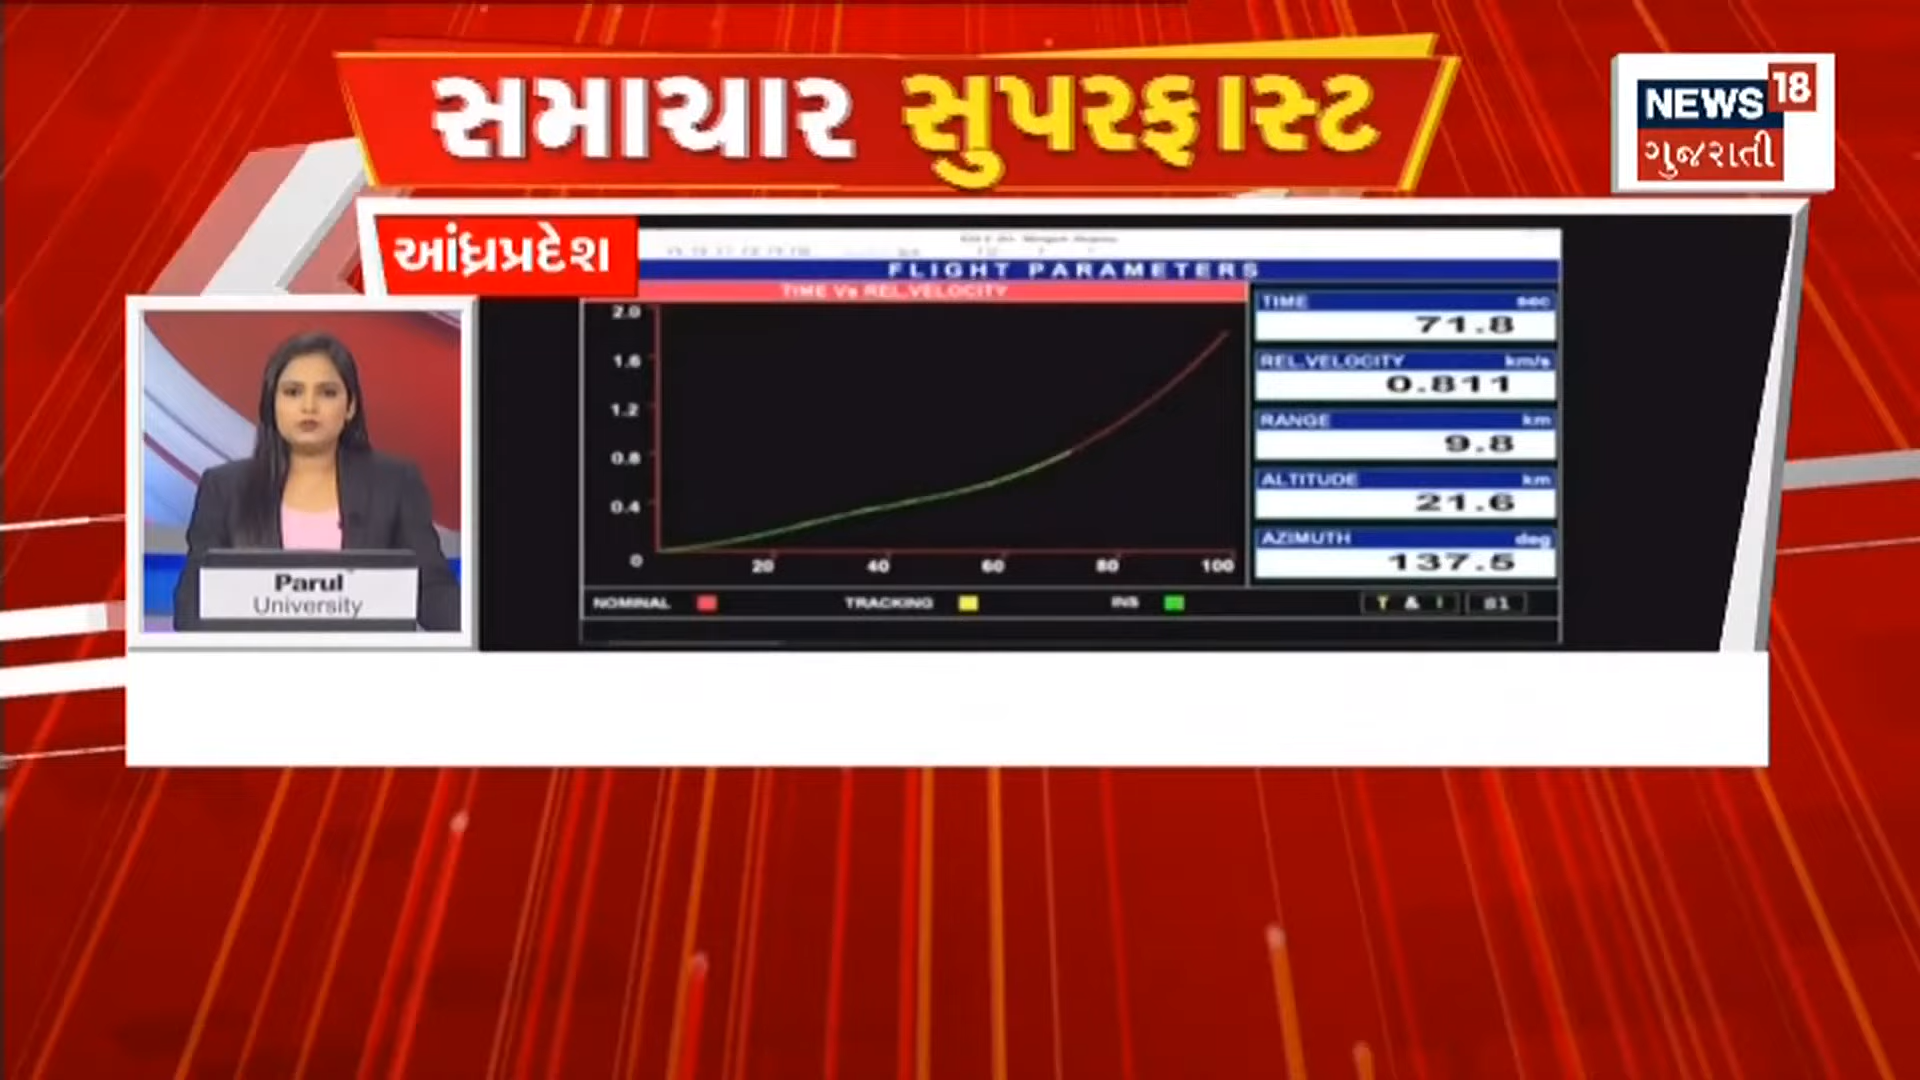 સમાચાર સુપરફાસ્ટ
NEWS 18
ગુજરાતી
આંધ્રપ્રદેશ
FLIGHT PARAMETERS
TIME Vs REL.VELOCITY
2.0
1.6
1.2
0.8
0.4
0
20 40 60 80 100
TIME sec
71.8
REL.VELOCITY km/s
0.811
RANGE km
9.8
ALTITUDE km
21.6
AZIMUTH deg
137.5
NOMINAL TRACKING INS T & I 81
Parul
University